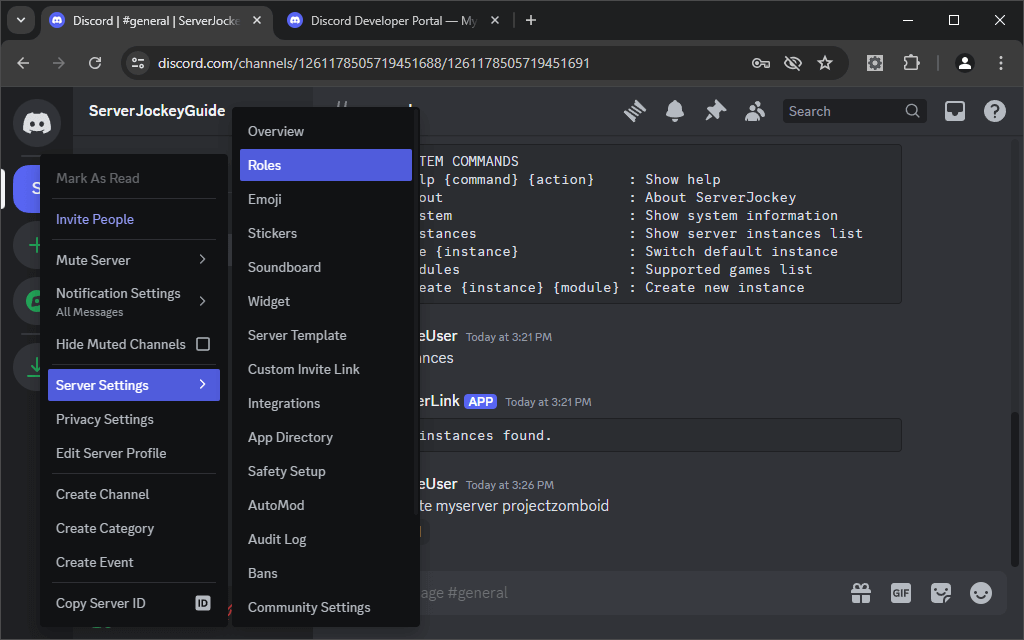 Discord | #general | ServerJocke
Discord Developer Portal — My
discord.com/channels/1261178505719451688/1261178505719451691
ServerJockeyGuide
Search
Mark As Read
Invite People
Mute Server
Notification Settings
All Messages
Hide Muted Channels
Server Settings
Privacy Settings
Edit Server Profile
Create Channel
Create Category
Create Event
Copy Server ID
ID
Overview
Roles
Emoji
Stickers
Soundboard
Widget
Server Template
Custom Invite Link
Integrations
App Directory
Safety Setup
AutoMod
Audit Log
Bans
Community Settings
TEM COMMANDS
lp {command} {action} : Show help
out : About ServerJockey
stem : Show system information
stances : Show server instances list
e {instance} : Switch default instance
dules : Supported games list
eate {instance} {module} : Create new instance
eUser Today at 3:21 PM
ances
erLink APP Today at 3:21 PM
instances found.
eUser Today at 3:26 PM
te myserver projectzomboid
age #general
GIF